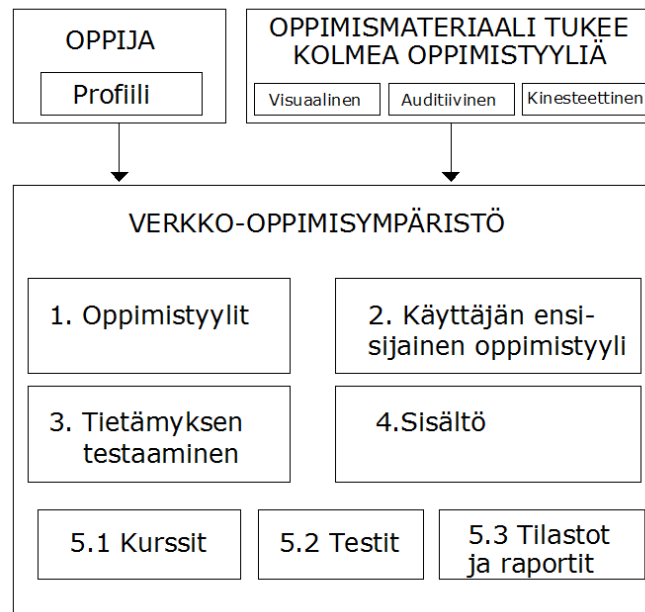 OPPIJA
Profiili
OPPIMISMATERIAALI TUKEE
KOLMEA OPPIMISTYYLIÄ
Visuaalinen
Auditiivinen
Kinesteettinen
VERKKO-OPPIMISYMPÄRISTÖ
1. Oppimistyylit
2. Käyttäjän ensi-
sijainen oppimistyyli
3. Tietämyksen
testaaminen
4.Sisältö
5.1 Kurssit
5.2 Testit
5.3 Tilastot
ja raportit